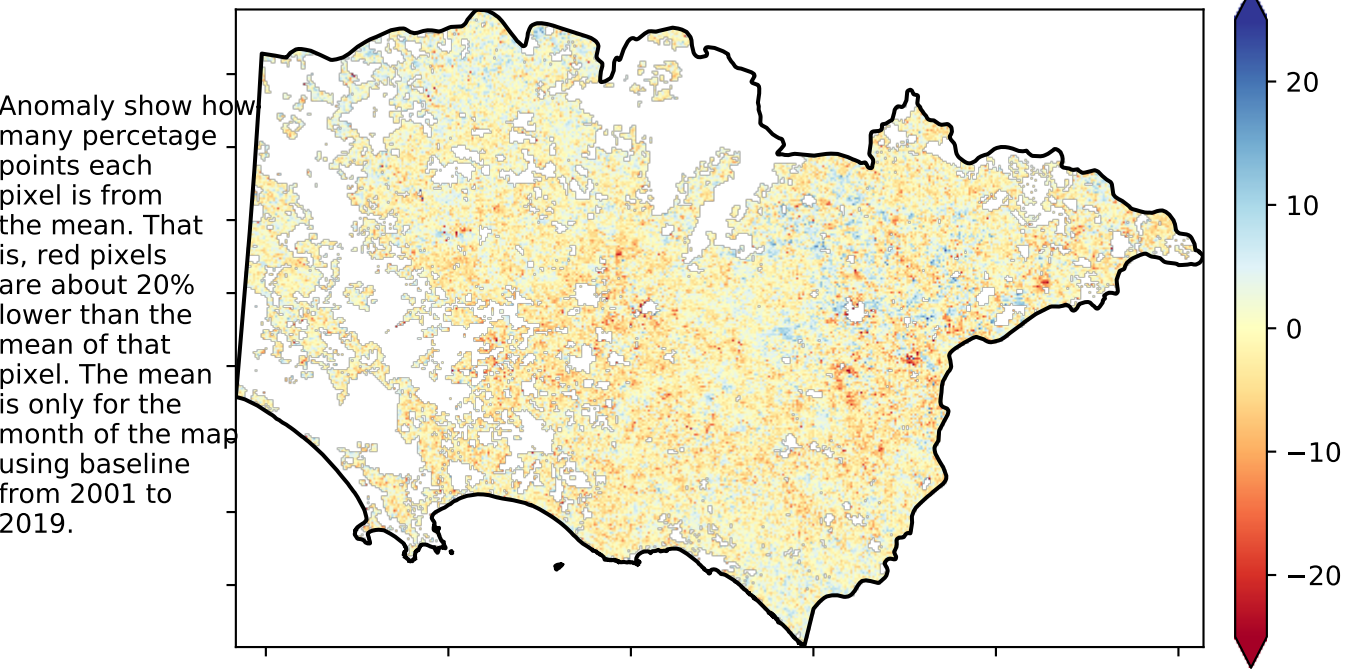 Anomaly show how
many percetage
points each
pixel is from
the mean. That
is, red pixels
are about 20%
lower than the
mean of that
pixel. The mean
is only for the
month of the map
using baseline
from 2001 to
2019.
20
10
0
−10
−20